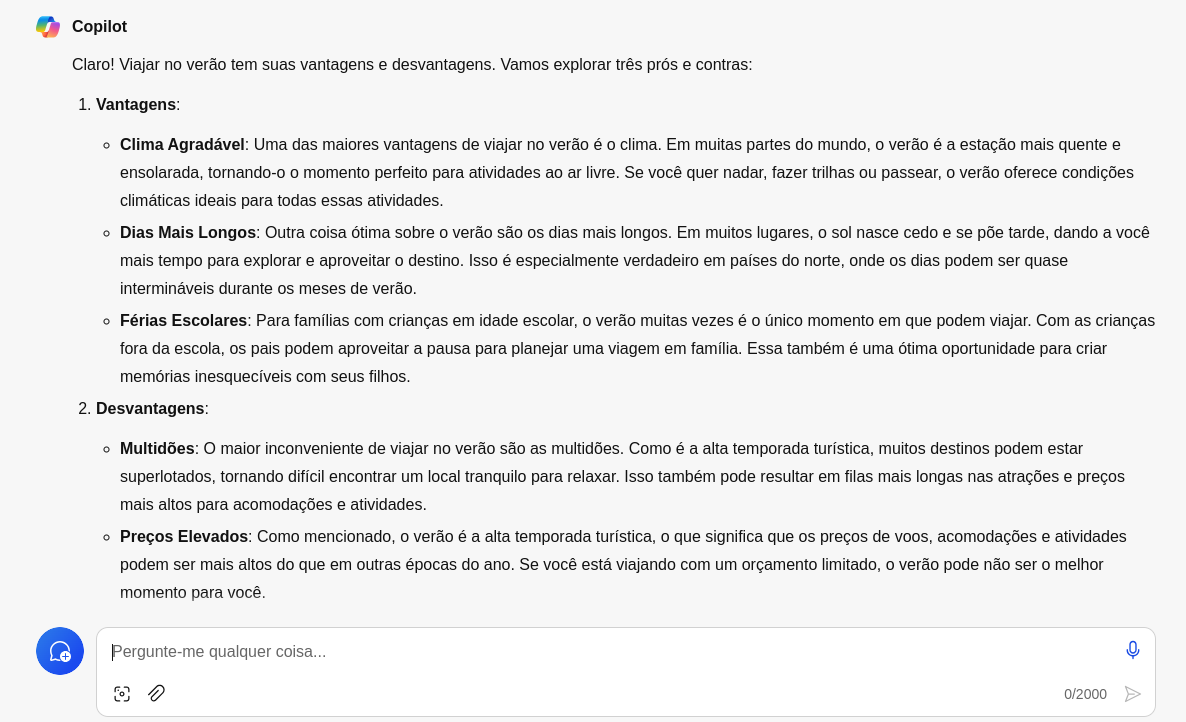 Copilot
Claro! Viajar no verão tem suas vantagens e desvantagens. Vamos explorar três prós e contras:
1. Vantagens:
Clima Agradável: Uma das maiores vantagens de viajar no verão é o clima. Em muitas partes do mundo, o verão é a estação mais quente e
ensolarada, tornando-o o momento perfeito para atividades ao ar livre. Se você quer nadar, fazer trilhas ou passear, o verão oferece condições
climáticas ideais para todas essas atividades.
Dias Mais Longos: Outra coisa ótima sobre o verão são os dias mais longos. Em muitos lugares, o sol nasce cedo e se põe tarde, dando a você
mais tempo para explorar e aproveitar o destino. Isso é especialmente verdadeiro em países do norte, onde os dias podem ser quase
intermináveis durante os meses de verão.
Férias Escolares: Para famílias com crianças em idade escolar, o verão muitas vezes é o único momento em que podem viajar. Com as crianças
fora da escola, os pais podem aproveitar a pausa para planejar uma viagem em família. Essa também é uma ótima oportunidade para criar
memórias inesquecíveis com seus filhos.
2. Desvantagens:
Multidões: O maior inconveniente de viajar no verão são as multidões. Como é a alta temporada turística, muitos destinos podem estar
superlotados, tornando difícil encontrar um local tranquilo para relaxar. Isso também pode resultar em filas mais longas nas atrações e preços
mais altos para acomodações e atividades.
Preços Elevados: Como mencionado, o verão é a alta temporada turística, o que significa que os preços de voos, acomodações e atividades
podem ser mais altos do que em outras épocas do ano. Se você está viajando com um orçamento limitado, o verão pode não ser o melhor
momento para você.
Pergunte-me qualquer coisa...
0/2000